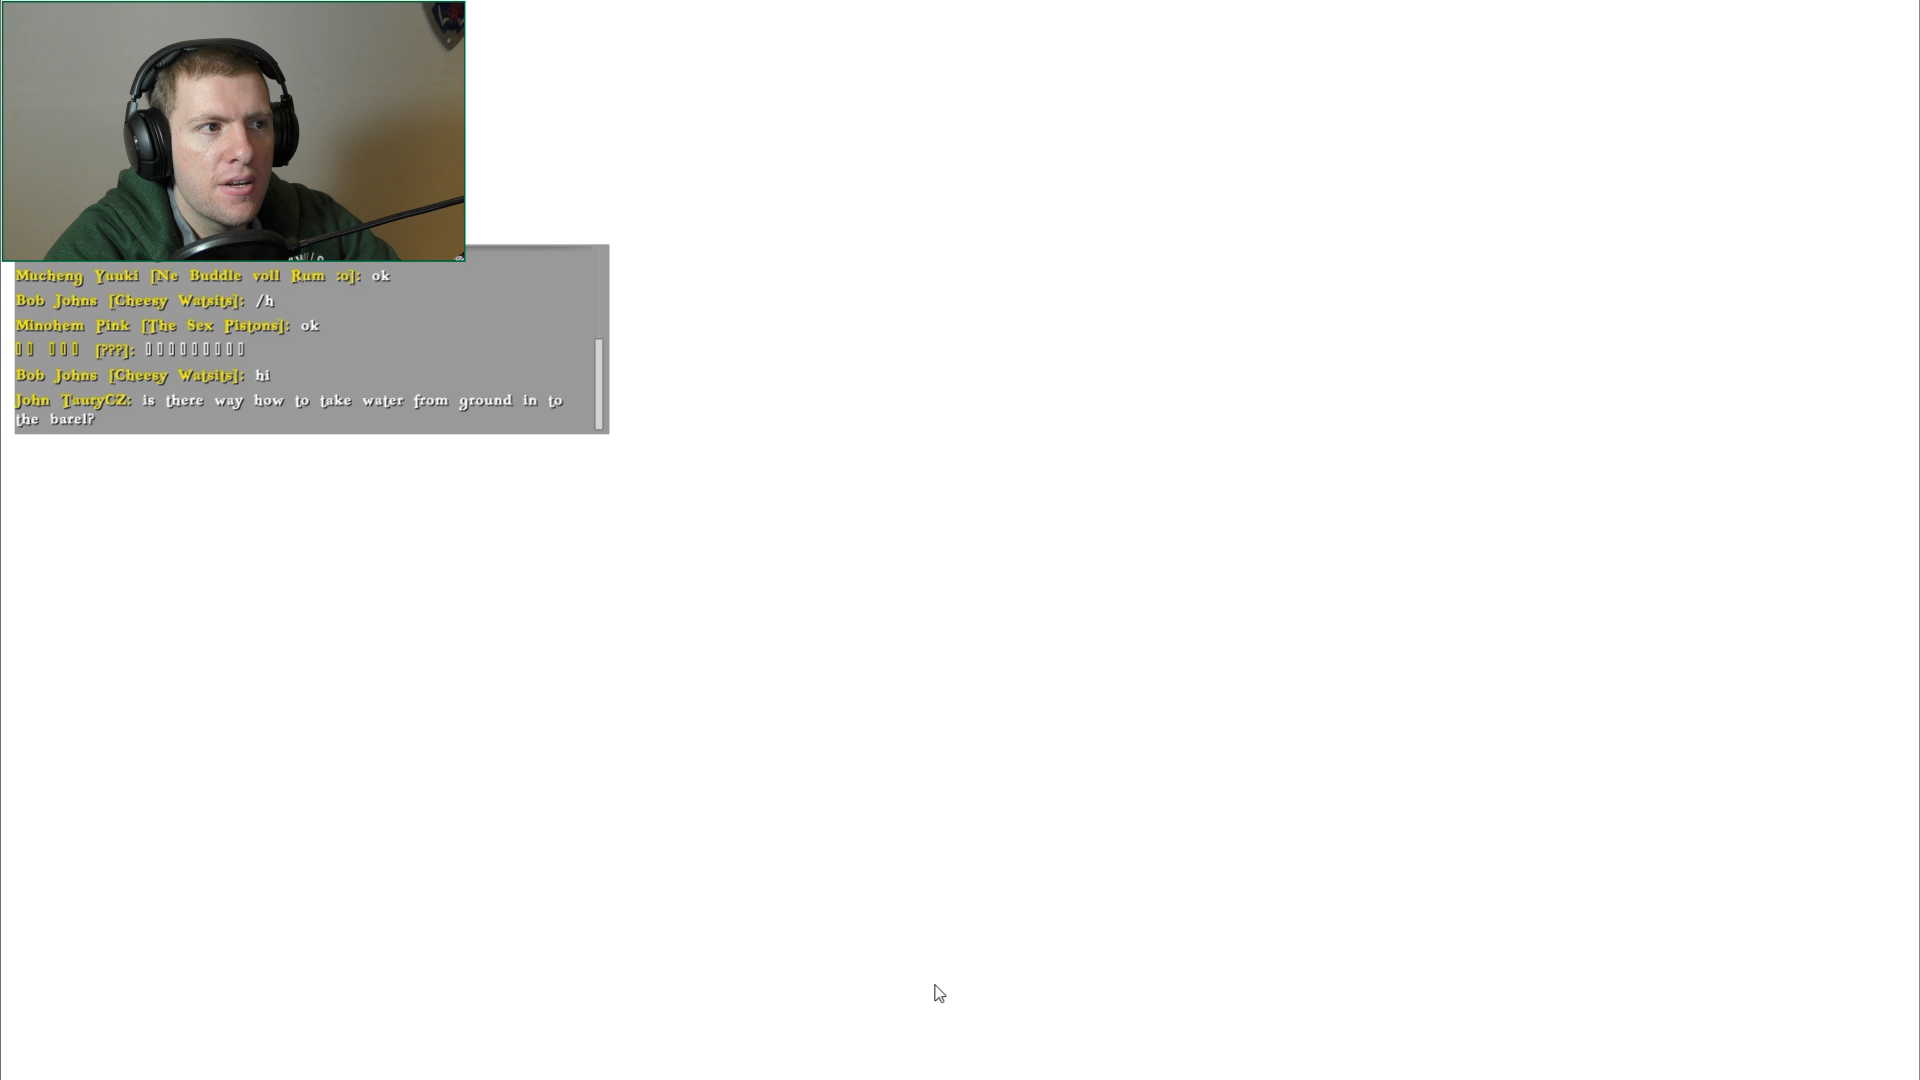 Mucheng Yuuki [Ne Buddle voll Rum :o]: ok
Bob Johns [Cheesy Watsits]: /h
Minohem Pink [The Sex Pistons]: ok
[???]:
Bob Johns [Cheesy Watsits]: hi
John TauryCZ: is there way how to take water from ground in to
the barel?